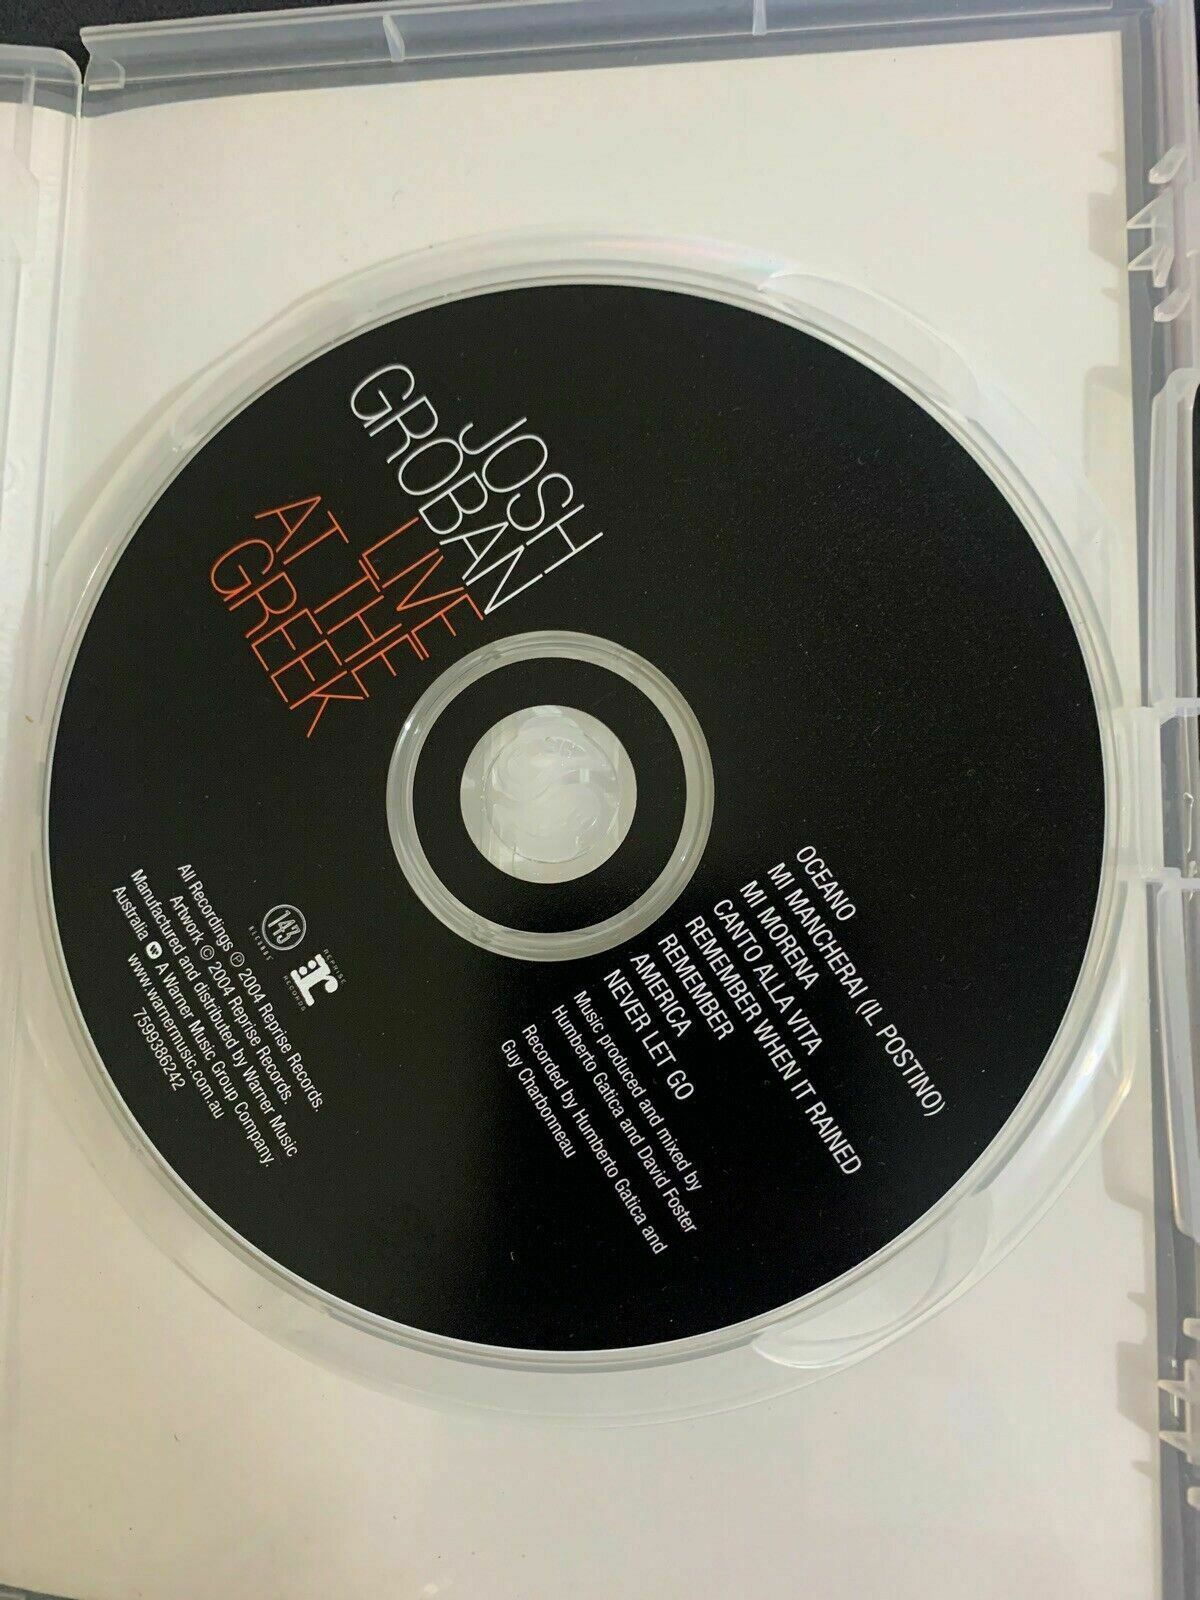 JOSH
GROBAN
LIVE
AT THE
GREEK
OCEANO
MI MANCHERAI (IL POSTINO)
MI MORENA
CANTO ALLA VITA
REMEMBER WHEN IT RAINED
REMEMBER
AMERICA
NEVER LET GO
Music produced and mixed by
Humberto Gatica and David Foster
Recorded by Humberto Gatica and
Guy Charbonneau
143
RECORDS
r
REPRISE
RECORDS
All Recordings ℗ 2004 Reprise Records.
Artwork © 2004 Reprise Records.
Manufactured and distributed by Warner Music
Australia A Warner Music Group Company.
www.warnermusic.com.au
7599386242